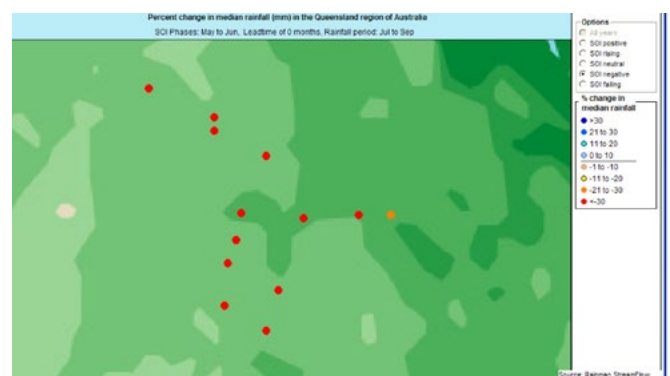 Percent change in median rainfall (mm) in the Queensland region of Australia
SOI Phases: May to Jun, Leadtime of 0 months, Rainfall period: Jul to Sep
Options
All years
SOI positive
SOI rising
SOI neutral
SOI negative
SOI falling
% change in
median rainfall
>30
21 to 30
11 to 20
0 to 10
-1 to -10
-11 to -20
-21 to -30
<-30
Source: Rainman StreamFlow